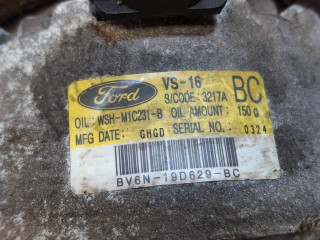 Ford
VS-16
BC
S/CODE: 3217A
OIL: WSH-M1C231-B OIL AMOUNT: 150g
MFG DATE: GHGD SERIAL NO.: 0324
BV6N-19D629-BC